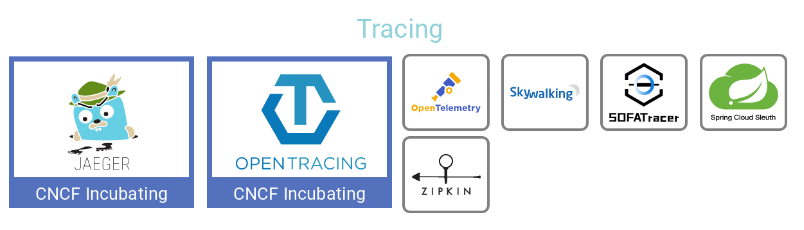 Tracing
JAEGER
CNCF Incubating
OPENTRACING
CNCF Incubating
OpenTelemetry
Skywalking
SOFATracer
Spring Cloud Sleuth
ZIPKIN